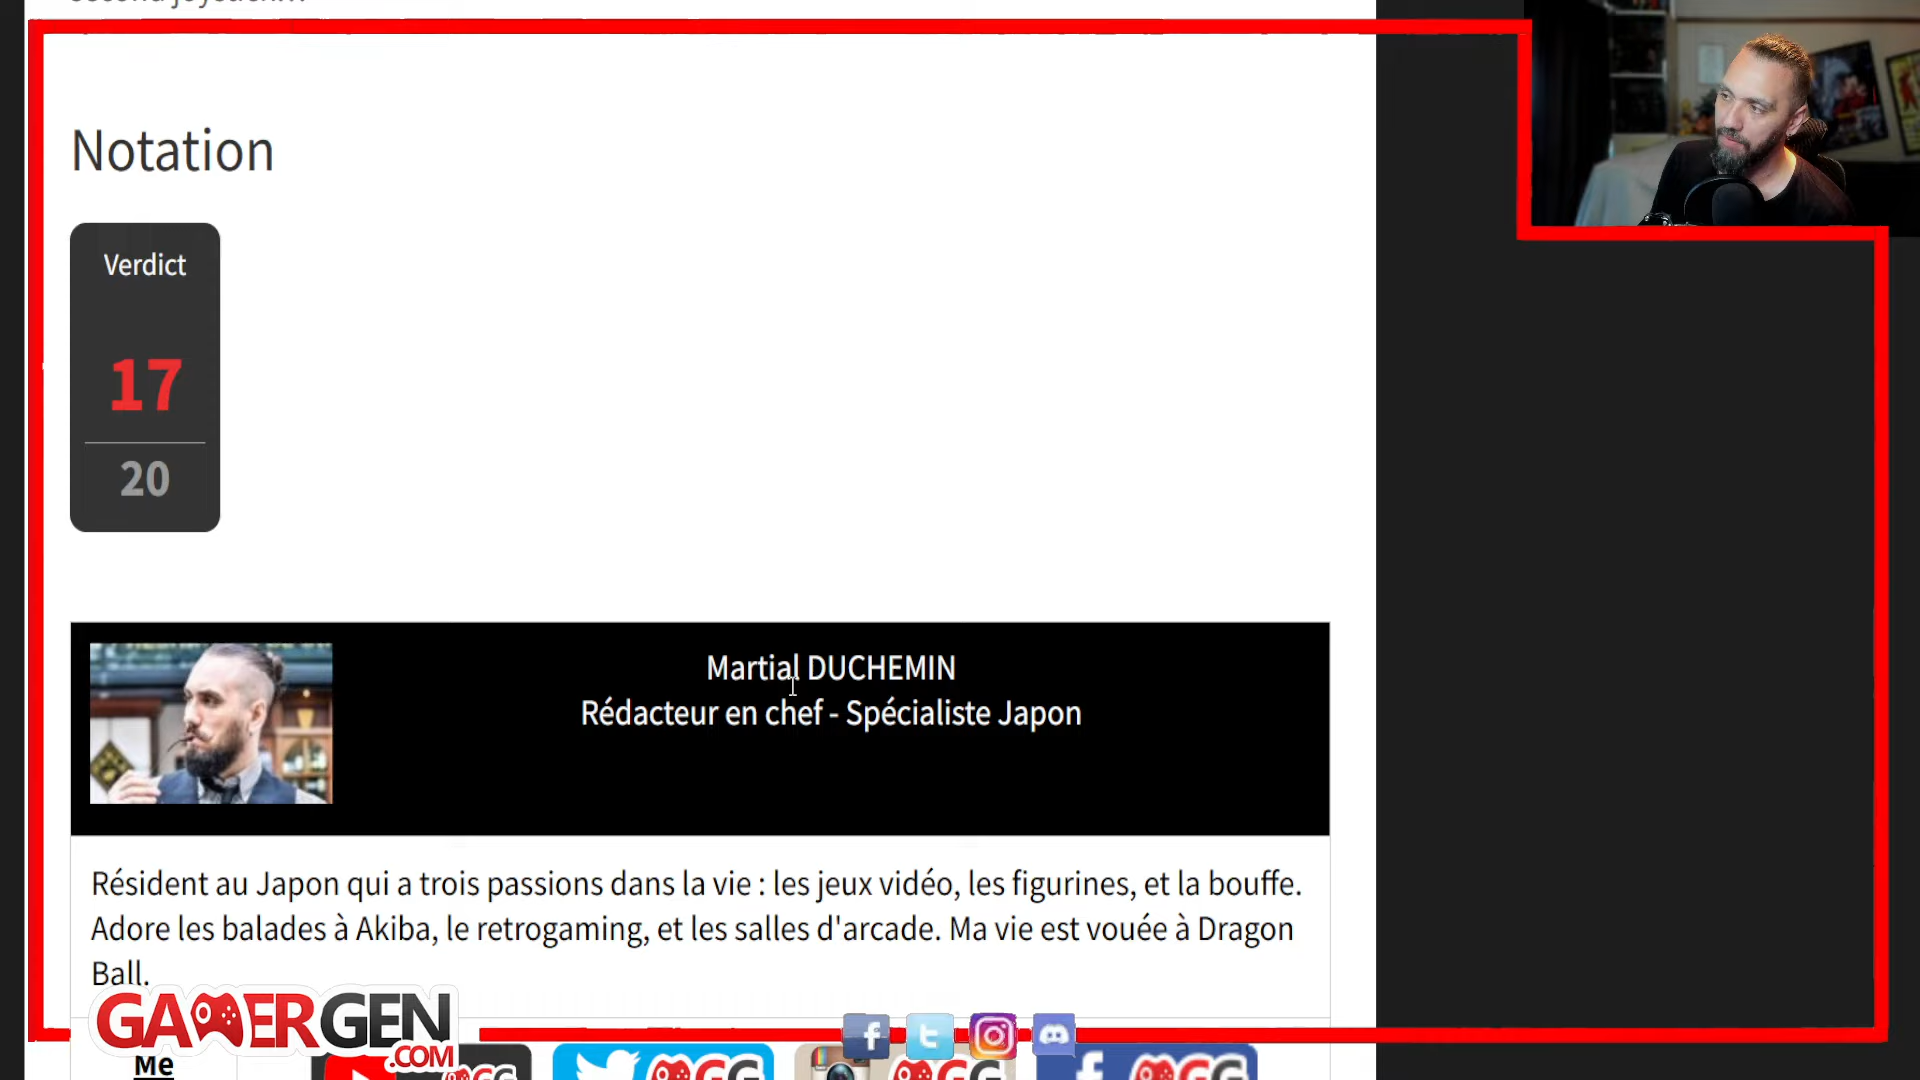 Notation
Verdict
17
20
Martial DUCHEMIN
Rédacteur en chef - Spécialiste Japon
Résident au Japon qui a trois passions dans la vie : les jeux vidéo, les figurines, et la bouffe.
Adore les balades à Akiba, le retrogaming, et les salles d'arcade. Ma vie est vouée à Dragon
Ball.
GAMERGEN
.COM
Me